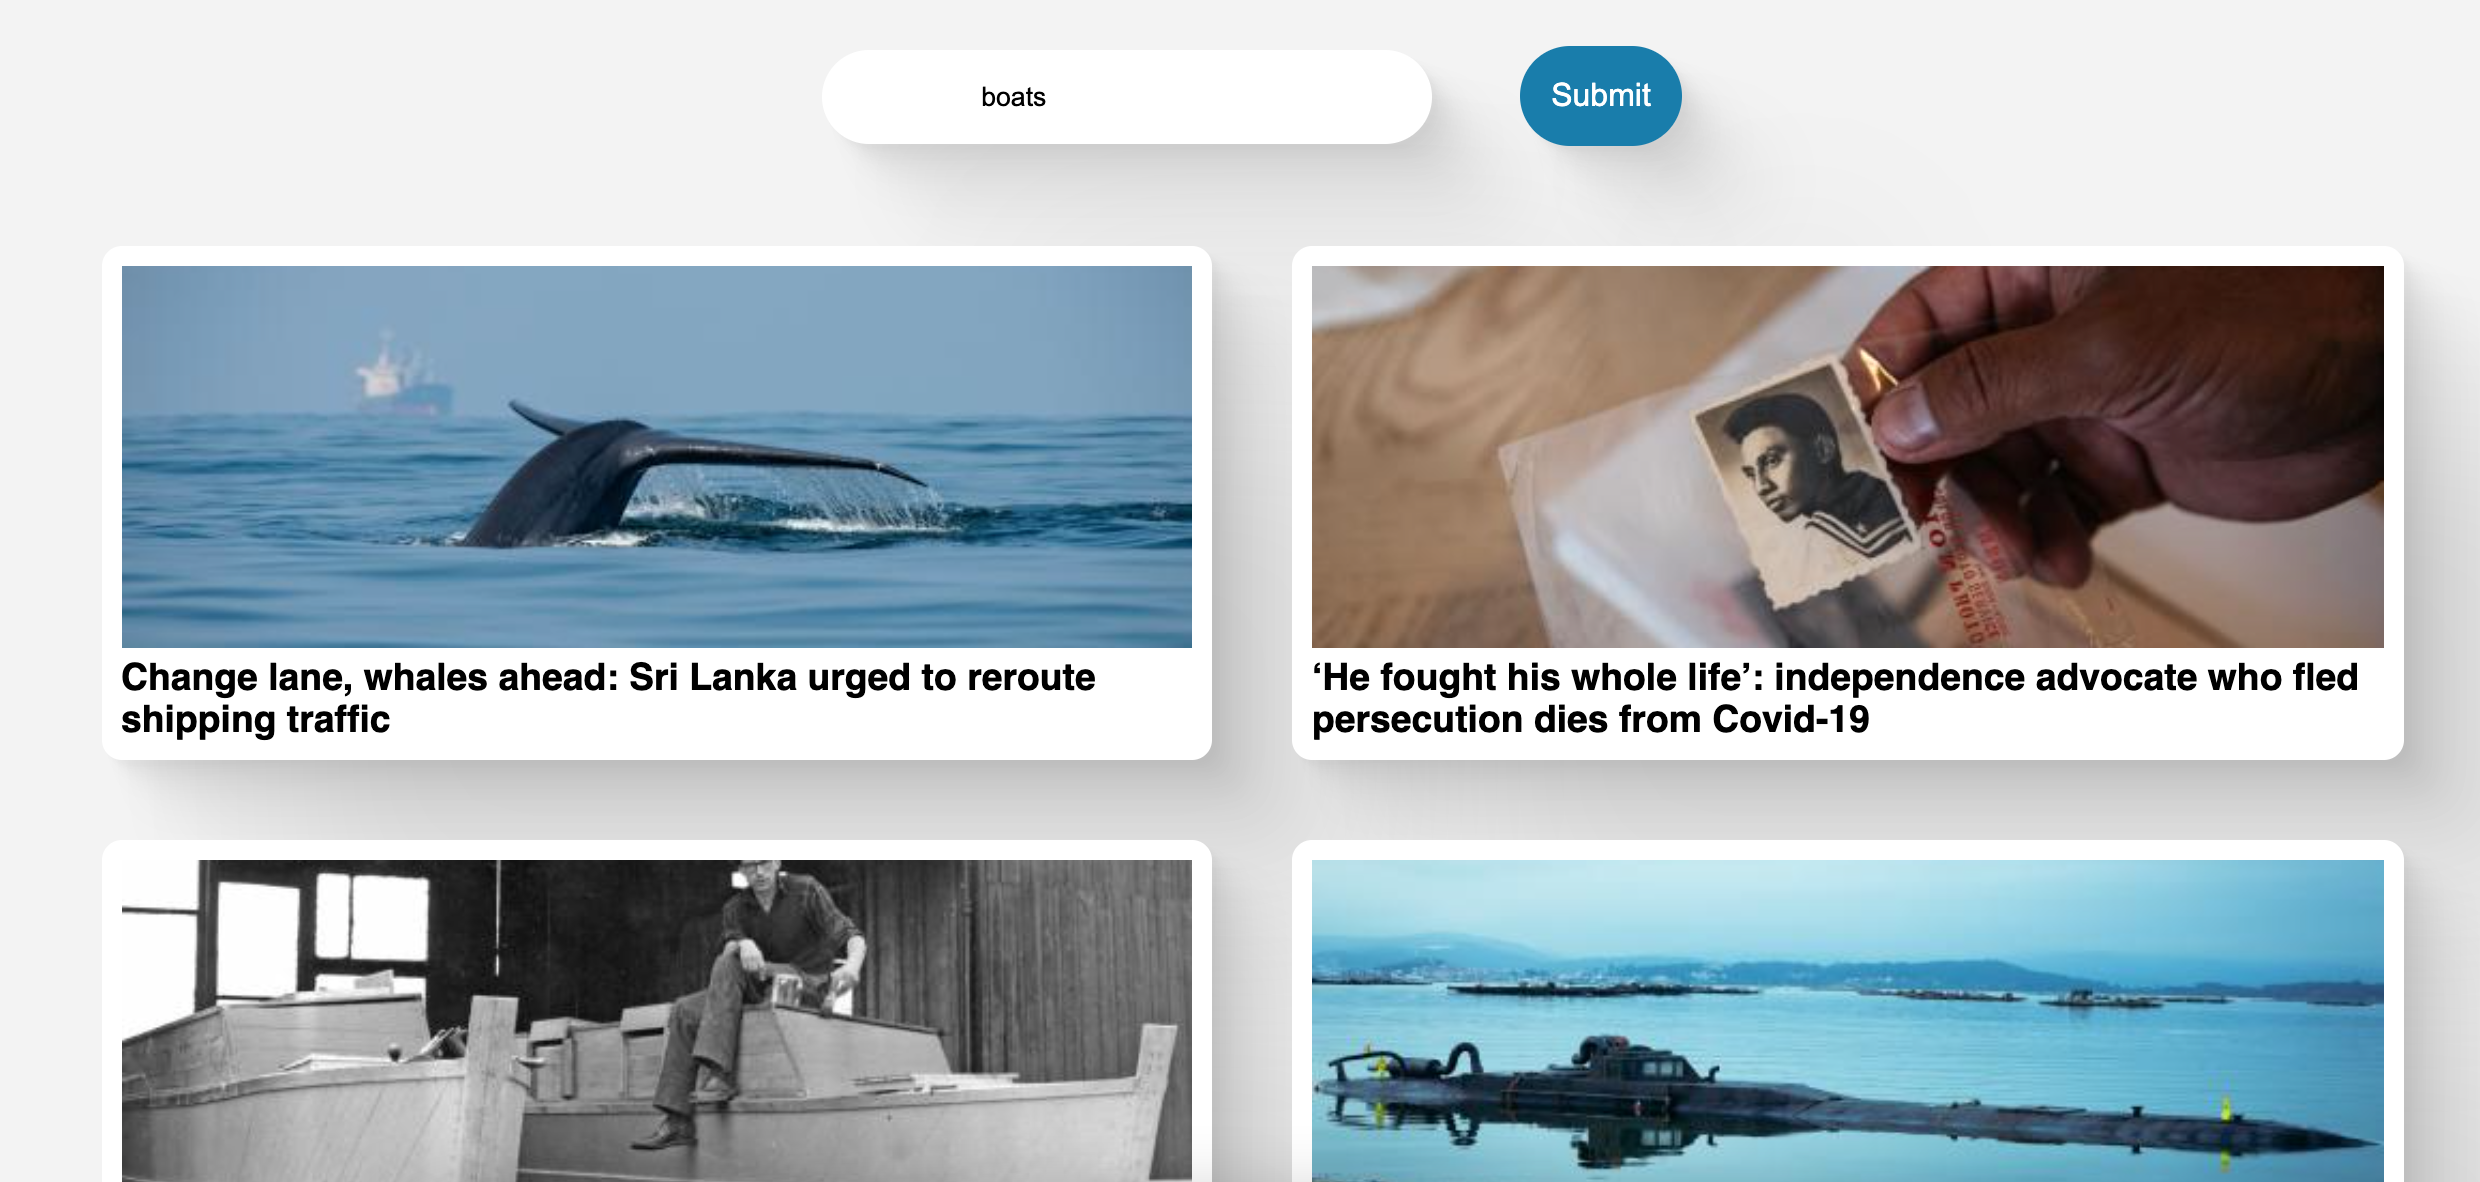 boats
Submit
Change lane, whales ahead: Sri Lanka urged to reroute
shipping traffic
‘He fought his whole life’: independence advocate who fled
persecution dies from Covid-19